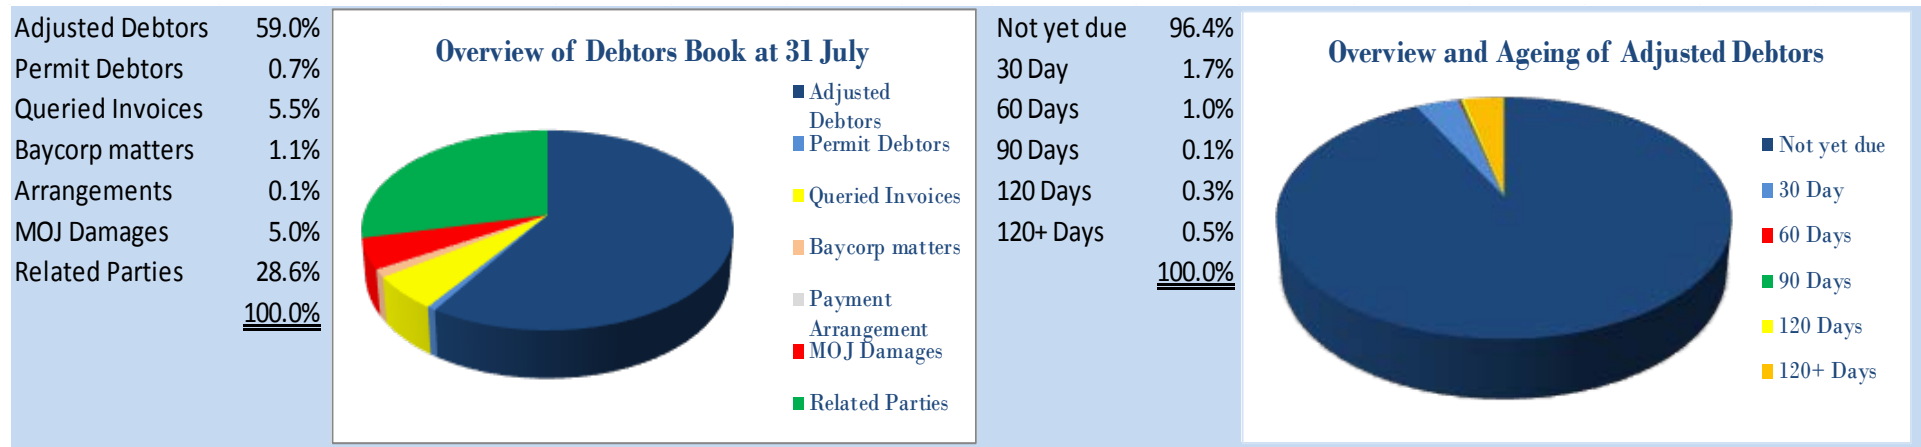 Adjusted Debtors 59.0%
Permit Debtors 0.7%
Queried Invoices 5.5%
Baycorp matters 1.1%
Arrangements 0.1%
MOJ Damages 5.0%
Related Parties 28.6%
100.0%
Overview of Debtors Book at 31 July
Adjusted
Debtors
Permit Debtors
Queried Invoices
Baycorp matters
Payment
Arrangement
MOJ Damages
Related Parties
Not yet due 96.4%
30 Day 1.7%
60 Days 1.0%
90 Days 0.1%
120 Days 0.3%
120+ Days 0.5%
100.0%
Overview and Ageing of Adjusted Debtors
Not yet due
30 Day
60 Days
90 Days
120 Days
120+ Days